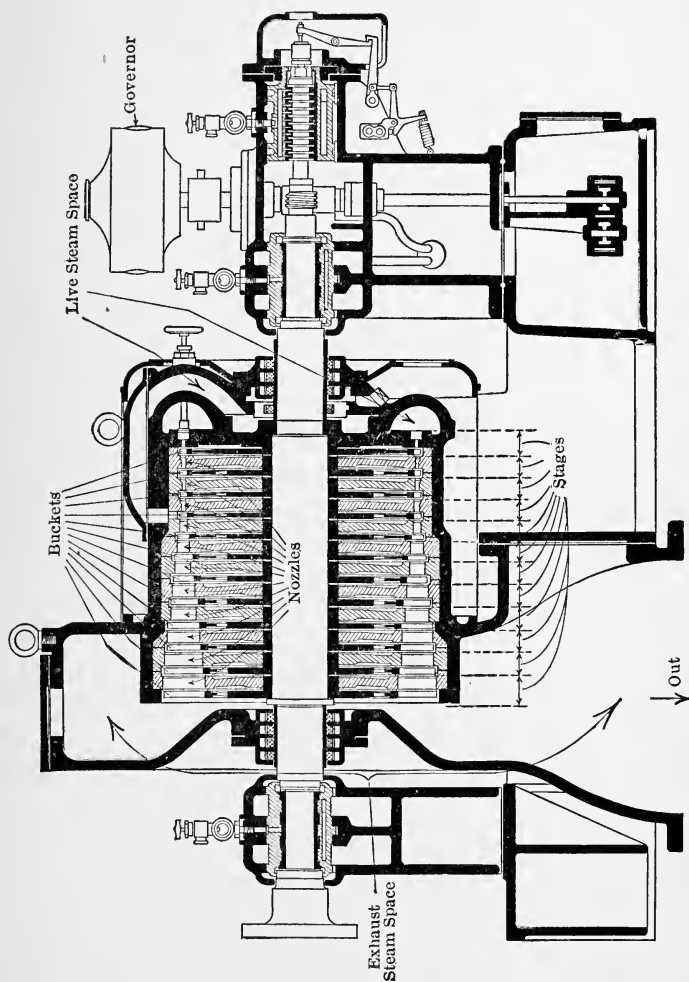 Governor
Live Steam Space
Buckets
Nozzles
Stages
Out
Exhaust
Steam Space